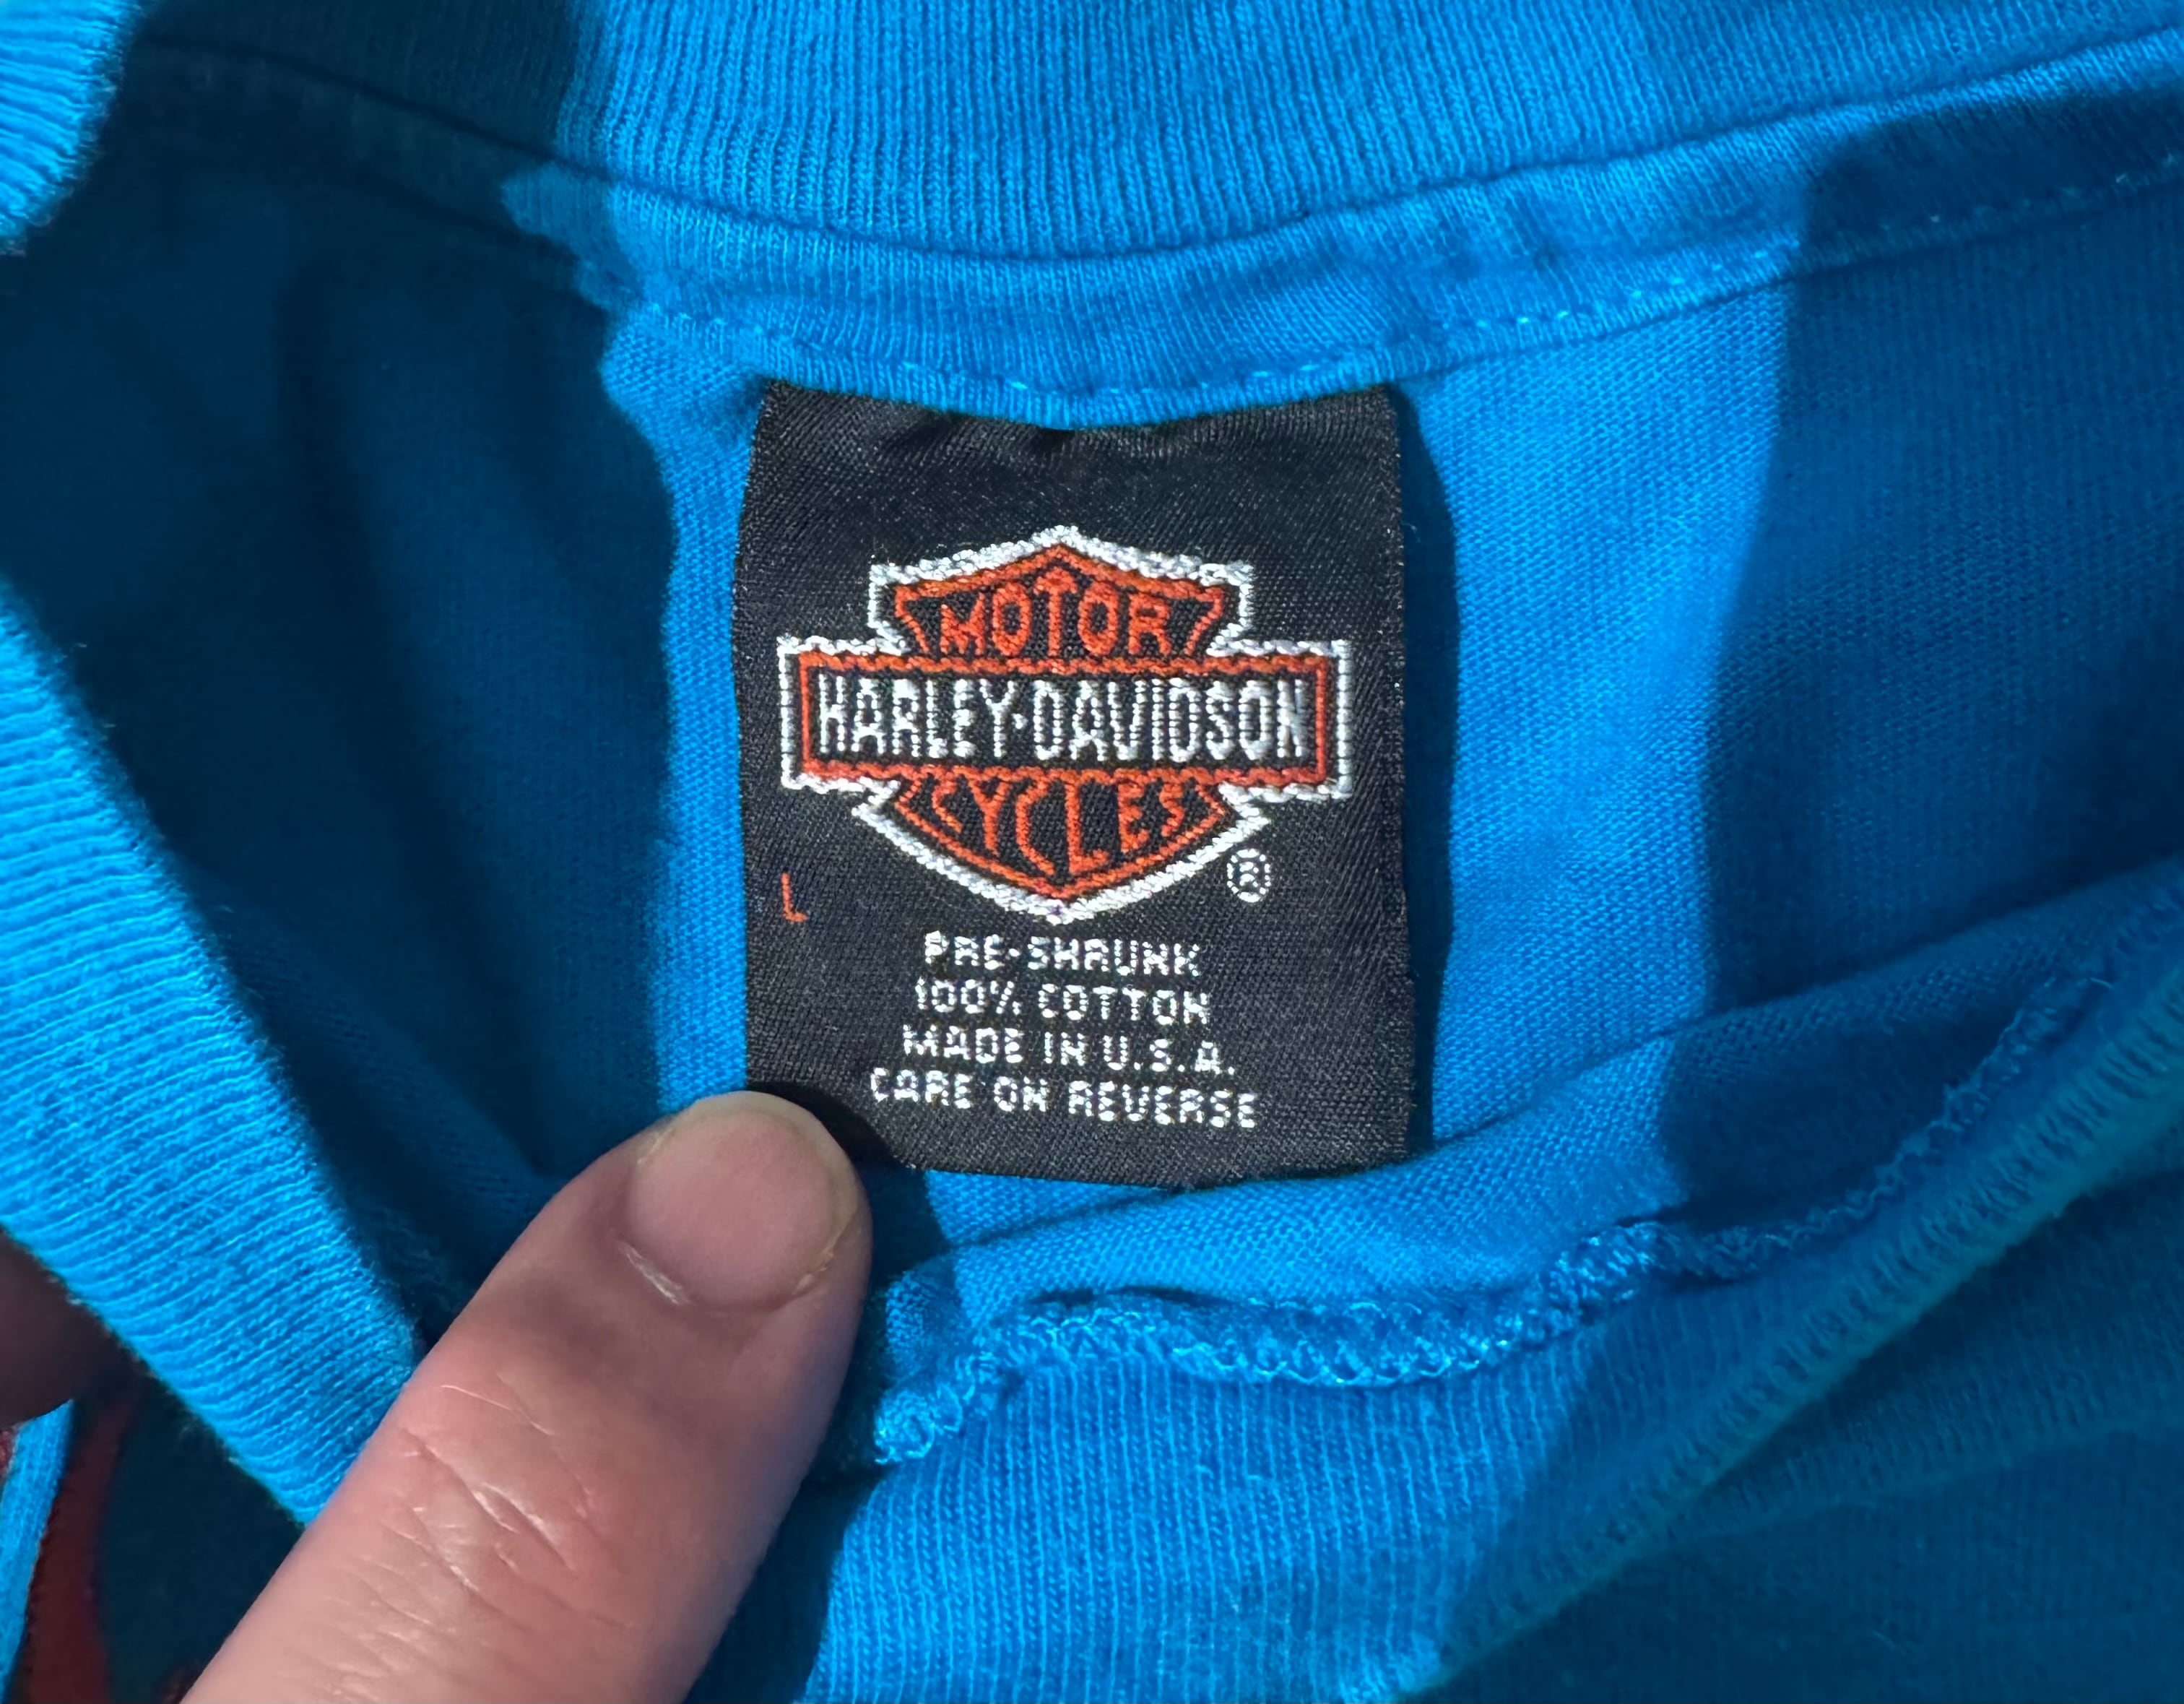 MOTOR
HARLEY-DAVIDSON
CYCLES
®
L
PRE-SHRUNK
100% COTTON
MADE IN U.S.A.
CARE ON REVERSE